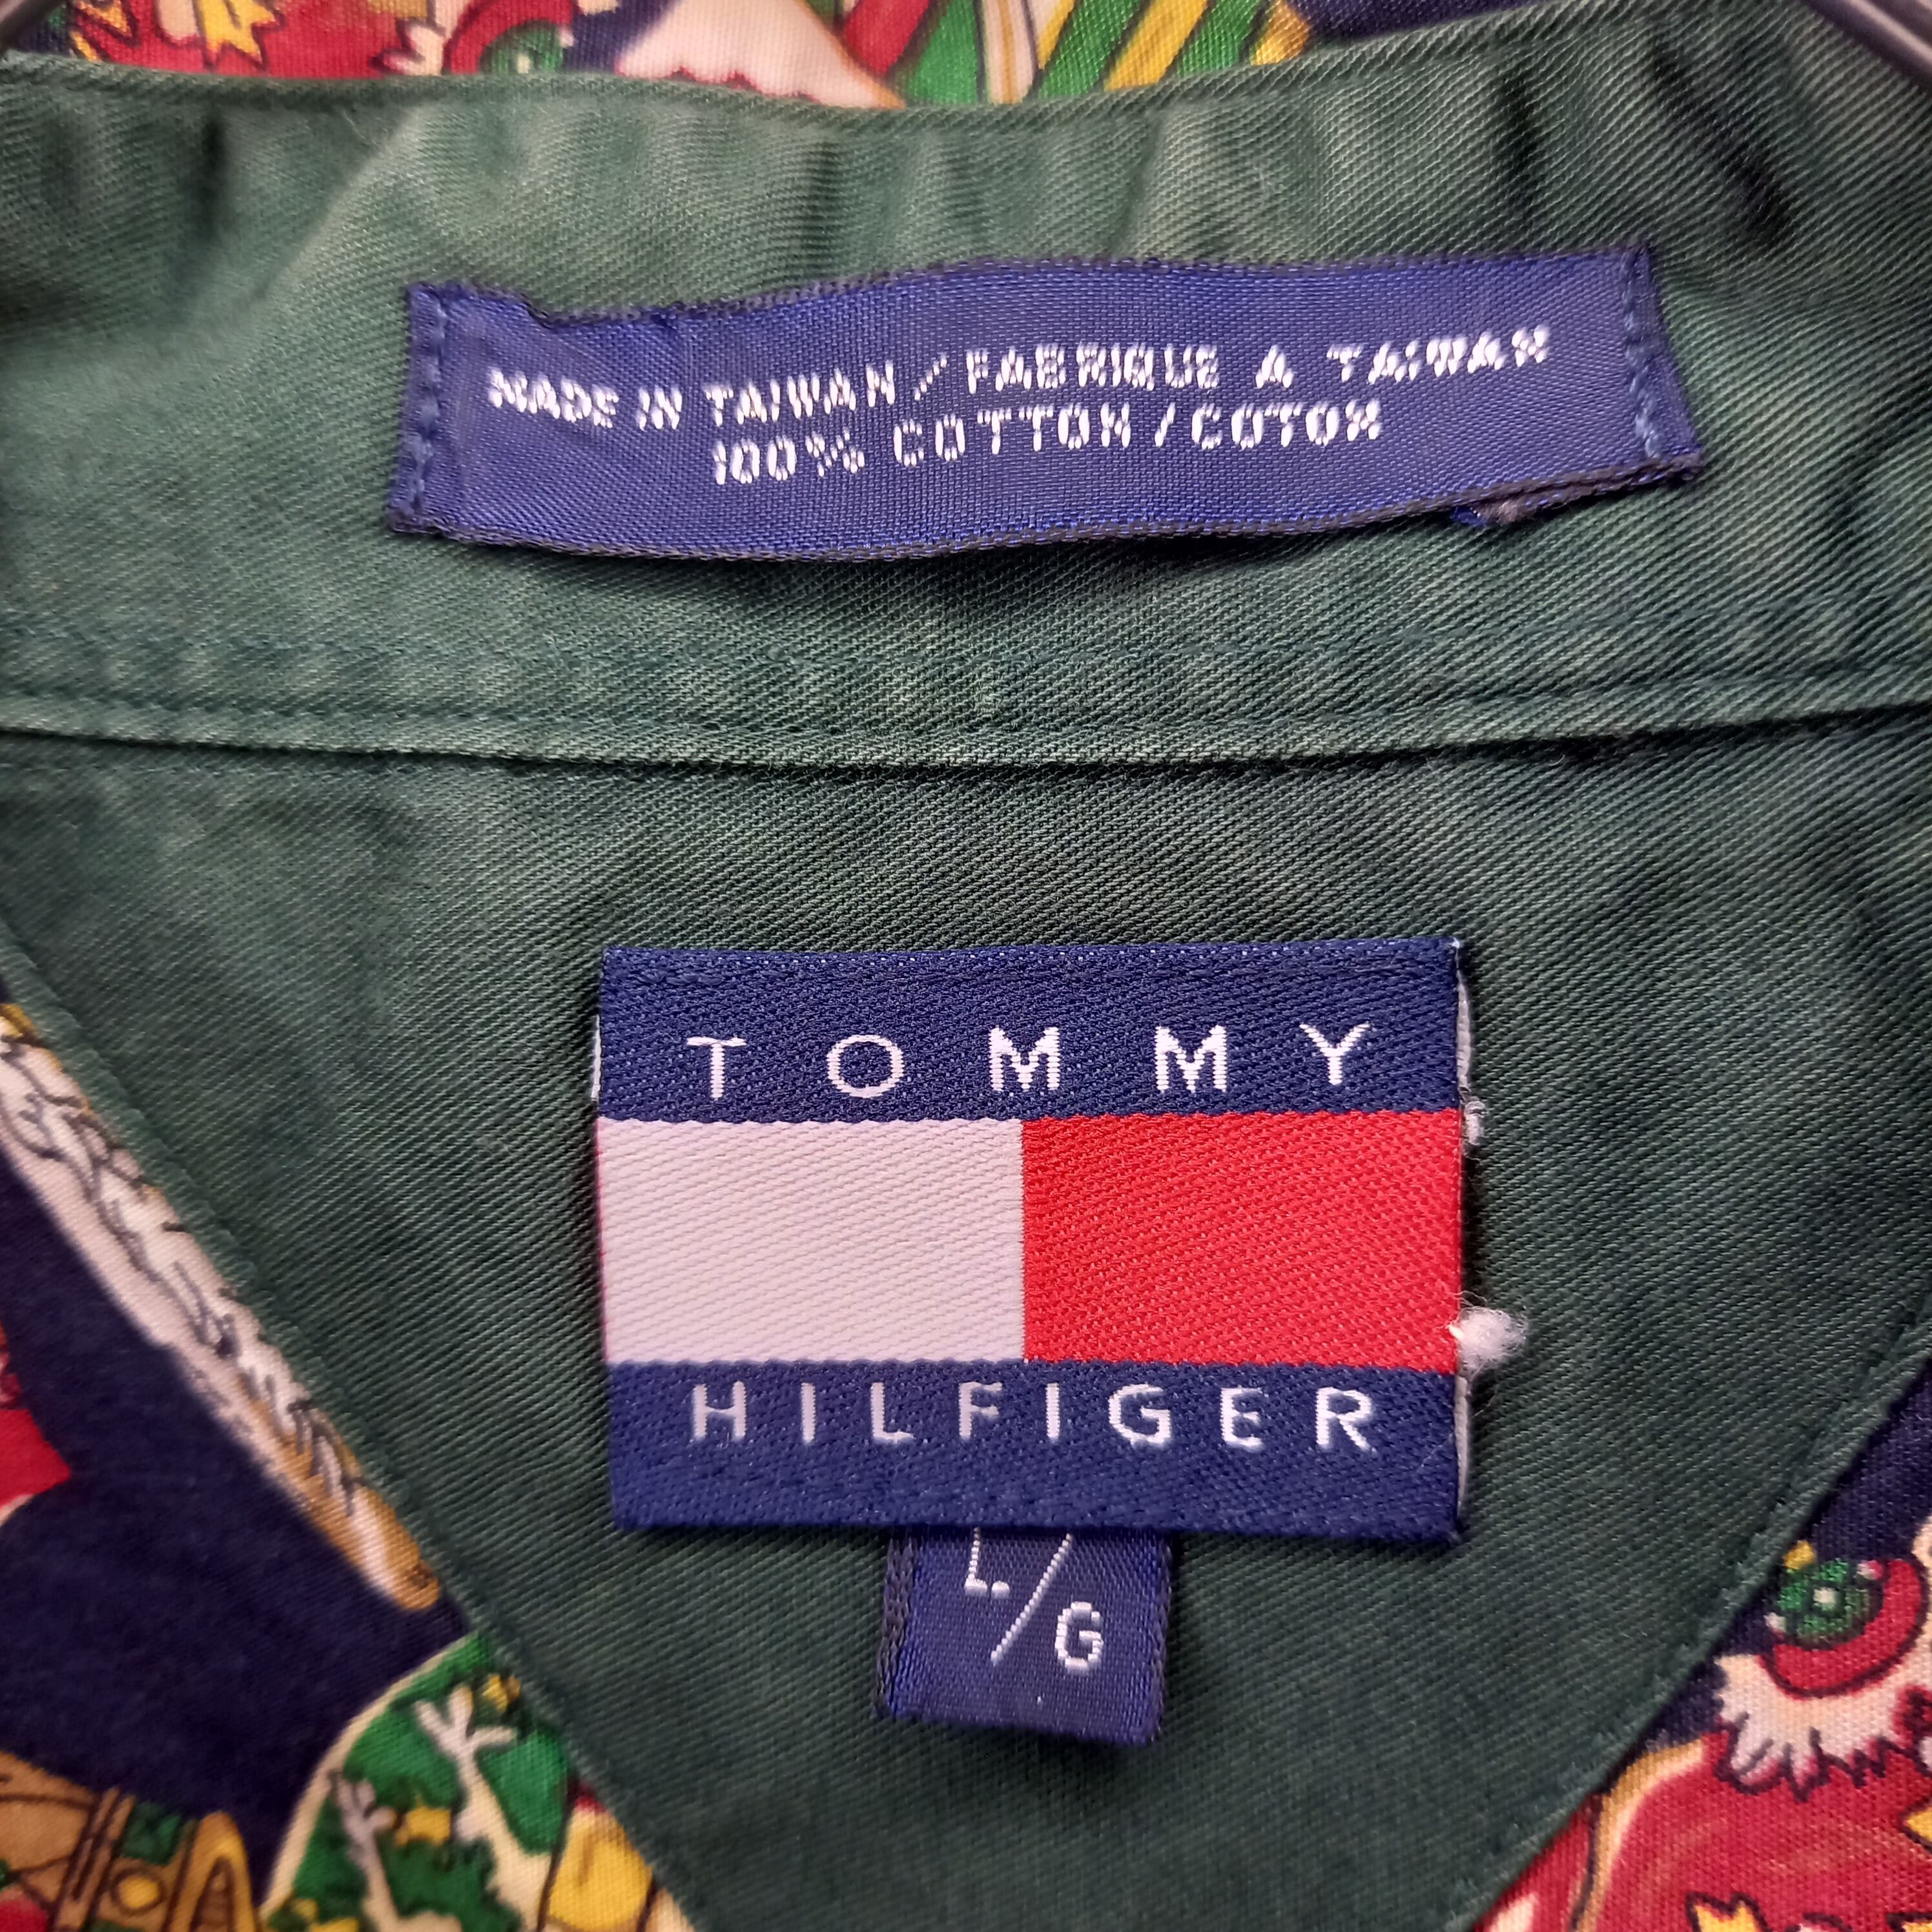 MADE IN TAIWAN / FABRIQUE A TAIWAN
100% COTTON / COTON
TOMMY
HILFIGER
L./G